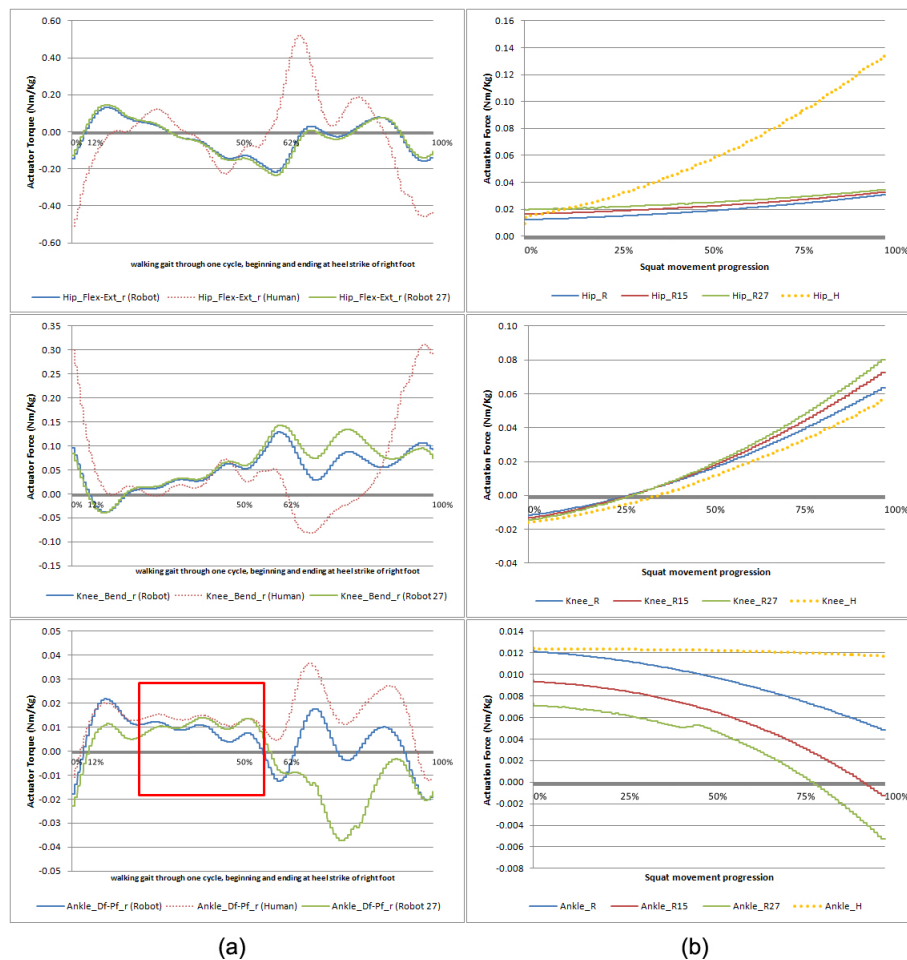 0.60
0.40
0.20
0.00
-0.20
-0.40
-0.60
Actuator Torque (Nm/Kg)
0% 12% 50% 62% 100%
walking gait through one cycle, beginning and ending at heel strike of right foot
Hip_Flex-Ext_r (Robot) Hip_Flex-Ext_r (Human) Hip_Flex-Ext_r (Robot 27)
0.16
0.14
0.12
0.10
0.08
0.06
0.04
0.02
0.00
Actuation Force (Nm/Kg)
0% 25% 50% 75% 100%
Squat movement progression
Hip_R Hip_R15 Hip_R27 Hip_H
0.35
0.30
0.25
0.20
0.15
0.10
0.05
0.00
-0.05
-0.10
-0.15
Actuator Force (Nm/Kg)
0% 12% 50% 62% 100%
walking gait through one cycle, beginning and ending at heel strike of right foot
Knee_Bend_r (Robot) Knee_Bend_r (Human) Knee_Bend_r (Robot 27)
0.10
0.08
0.06
0.04
0.02
0.00
-0.02
-0.04
Actuation Force (Nm/Kg)
0% 25% 50% 75% 100%
Squat movement progression
Knee_R Knee_R15 Knee_R27 Knee_H
0.05
0.04
0.03
0.02
0.01
0.00
-0.01
-0.02
-0.03
-0.04
-0.05
Actuator Torque (Nm/Kg)
0% 12% 50% 62% 100%
walking gait through one cycle, beginning and ending at heel strike of right foot
Ankle_Df-Pf_r (Robot) Ankle_Df-Pf_r (Human) Ankle_Df-Pf_r (Robot 27)
0.014
0.012
0.010
0.008
0.006
0.004
0.002
0.000
-0.002
-0.004
-0.006
-0.008
Actuation Force (Nm/Kg)
0% 25% 50% 75% 100%
Squat movement progression
Ankle_R Ankle_R15 Ankle_R27 Ankle_H
(a) (b)